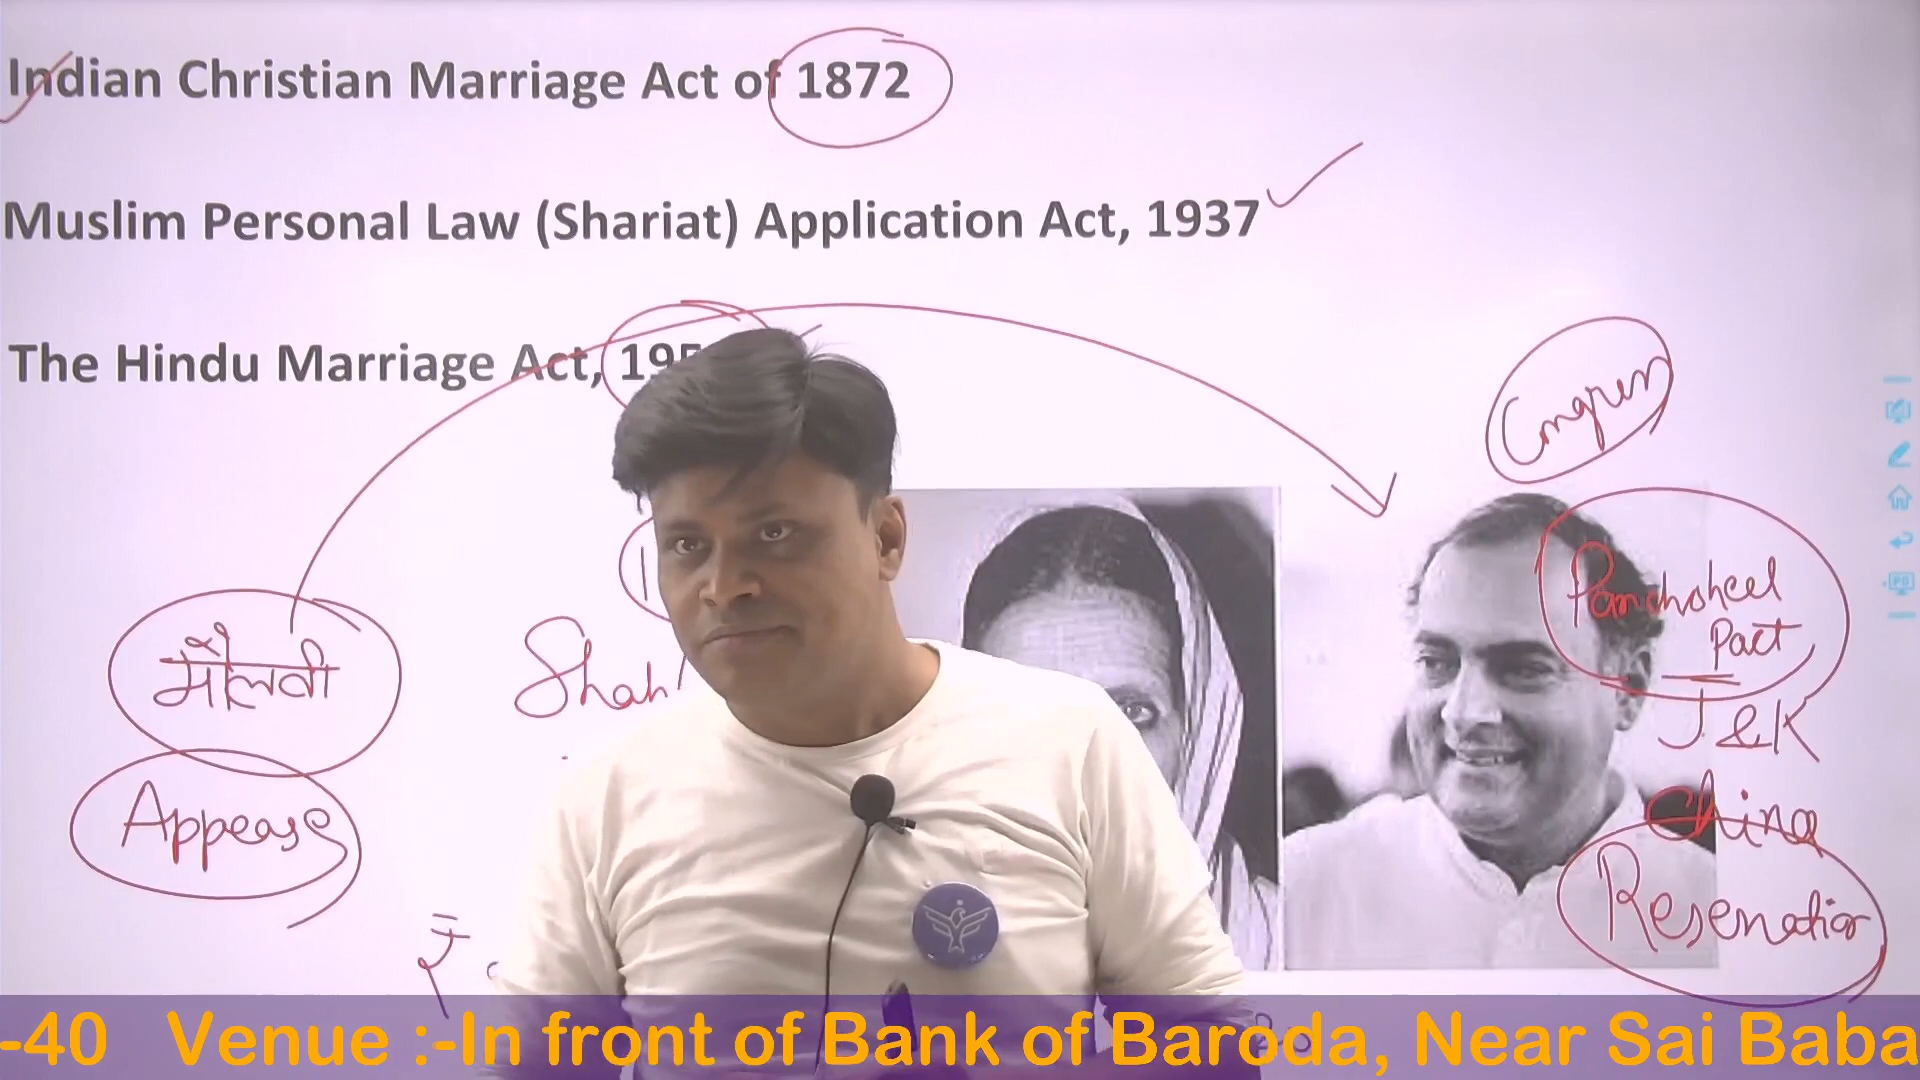 Indian Christian Marriage Act of 1872
Muslim Personal Law (Shariat) Application Act, 1937
The Hindu Marriage Act, 195
Congress
Panchsheel
Pact
J & K
China
Reservation
मौलवी
Shah
Appease
₹
-40 Venue :-In front of Bank of Baroda, Near Sai Baba